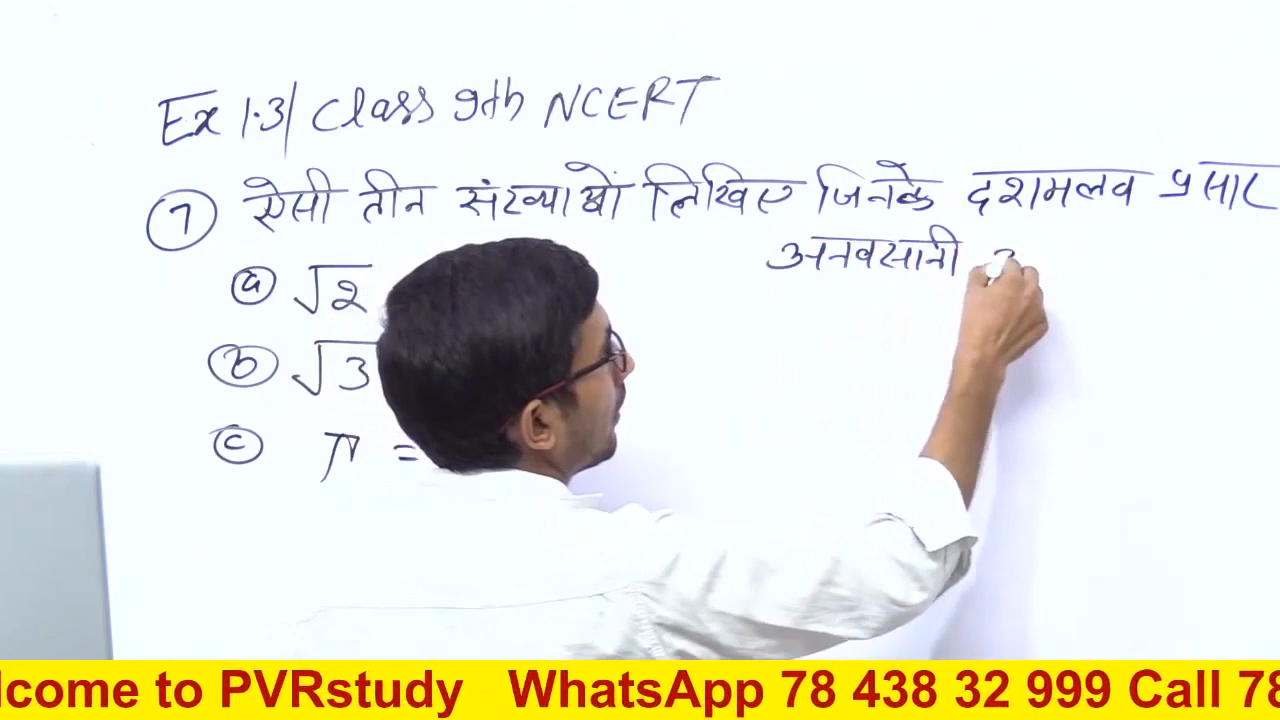 Ex 1.3/ Class 9th NCERT
⑦ ऐसी तीन संख्याओं लिखिए जिनके दशमलव प्रसार
अनवसानी
ⓐ √2
ⓑ √3
ⓒ π =
lcome to PVRstudy WhatsApp 78 438 32 999 Call 78